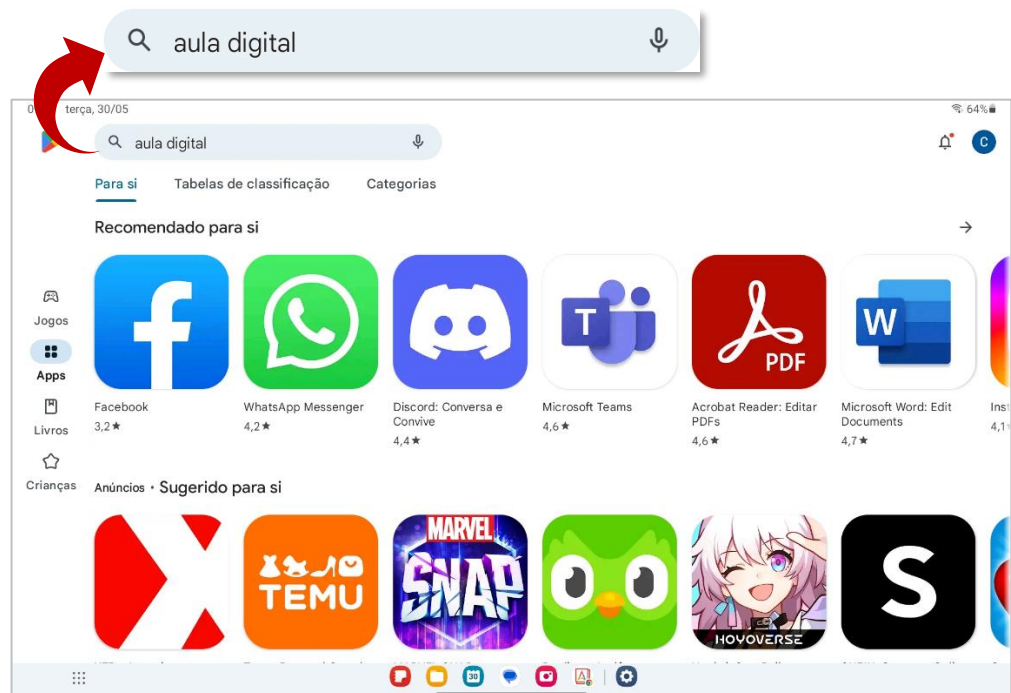 aula digital
terça, 30/05
64%
aula digital
C
Para si Tabelas de classificação Categorias
Recomendado para si
Jogos
Apps
Livros
Crianças
T
PDF
W
Facebook
3,2★
WhatsApp Messenger
4,2★
Discord: Conversa e
Convive
4,4★
Microsoft Teams
4,6★
Acrobat Reader: Editar
PDFs
4,6★
Microsoft Word: Edit
Documents
4,7★
4,1
Anúncios • Sugerido para si
TEMU
MARVEL
SNAP
HOYOVERSE
S
30